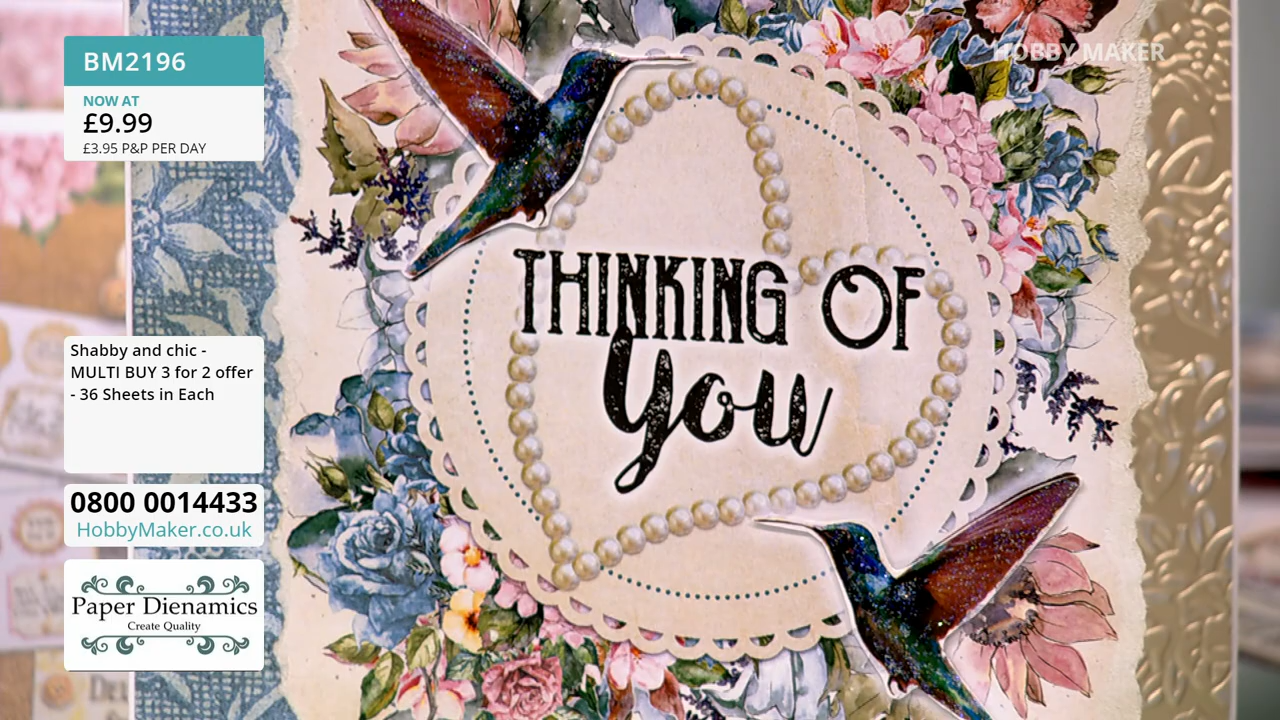 BM2196
NOW AT
£9.99
£3.95 P&P PER DAY
HOBBY MAKER
THINKING OF
You
Shabby and chic -
MULTI BUY 3 for 2 offer
- 36 Sheets in Each
0800 0014433
HobbyMaker.co.uk
Paper Dienamics
Create Quality